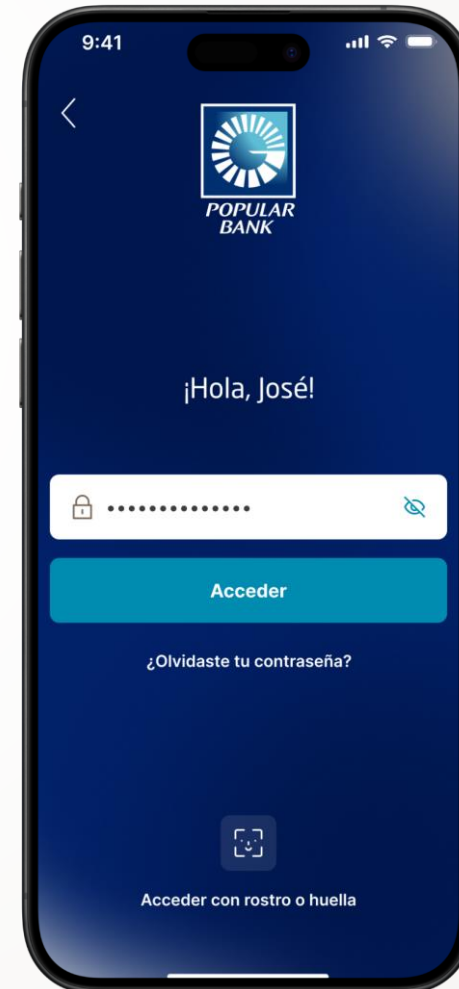 9:41
POPULAR
BANK
¡Hola, José!
••••••••••••••
Acceder
¿Olvidaste tu contraseña?
Acceder con rostro o huella